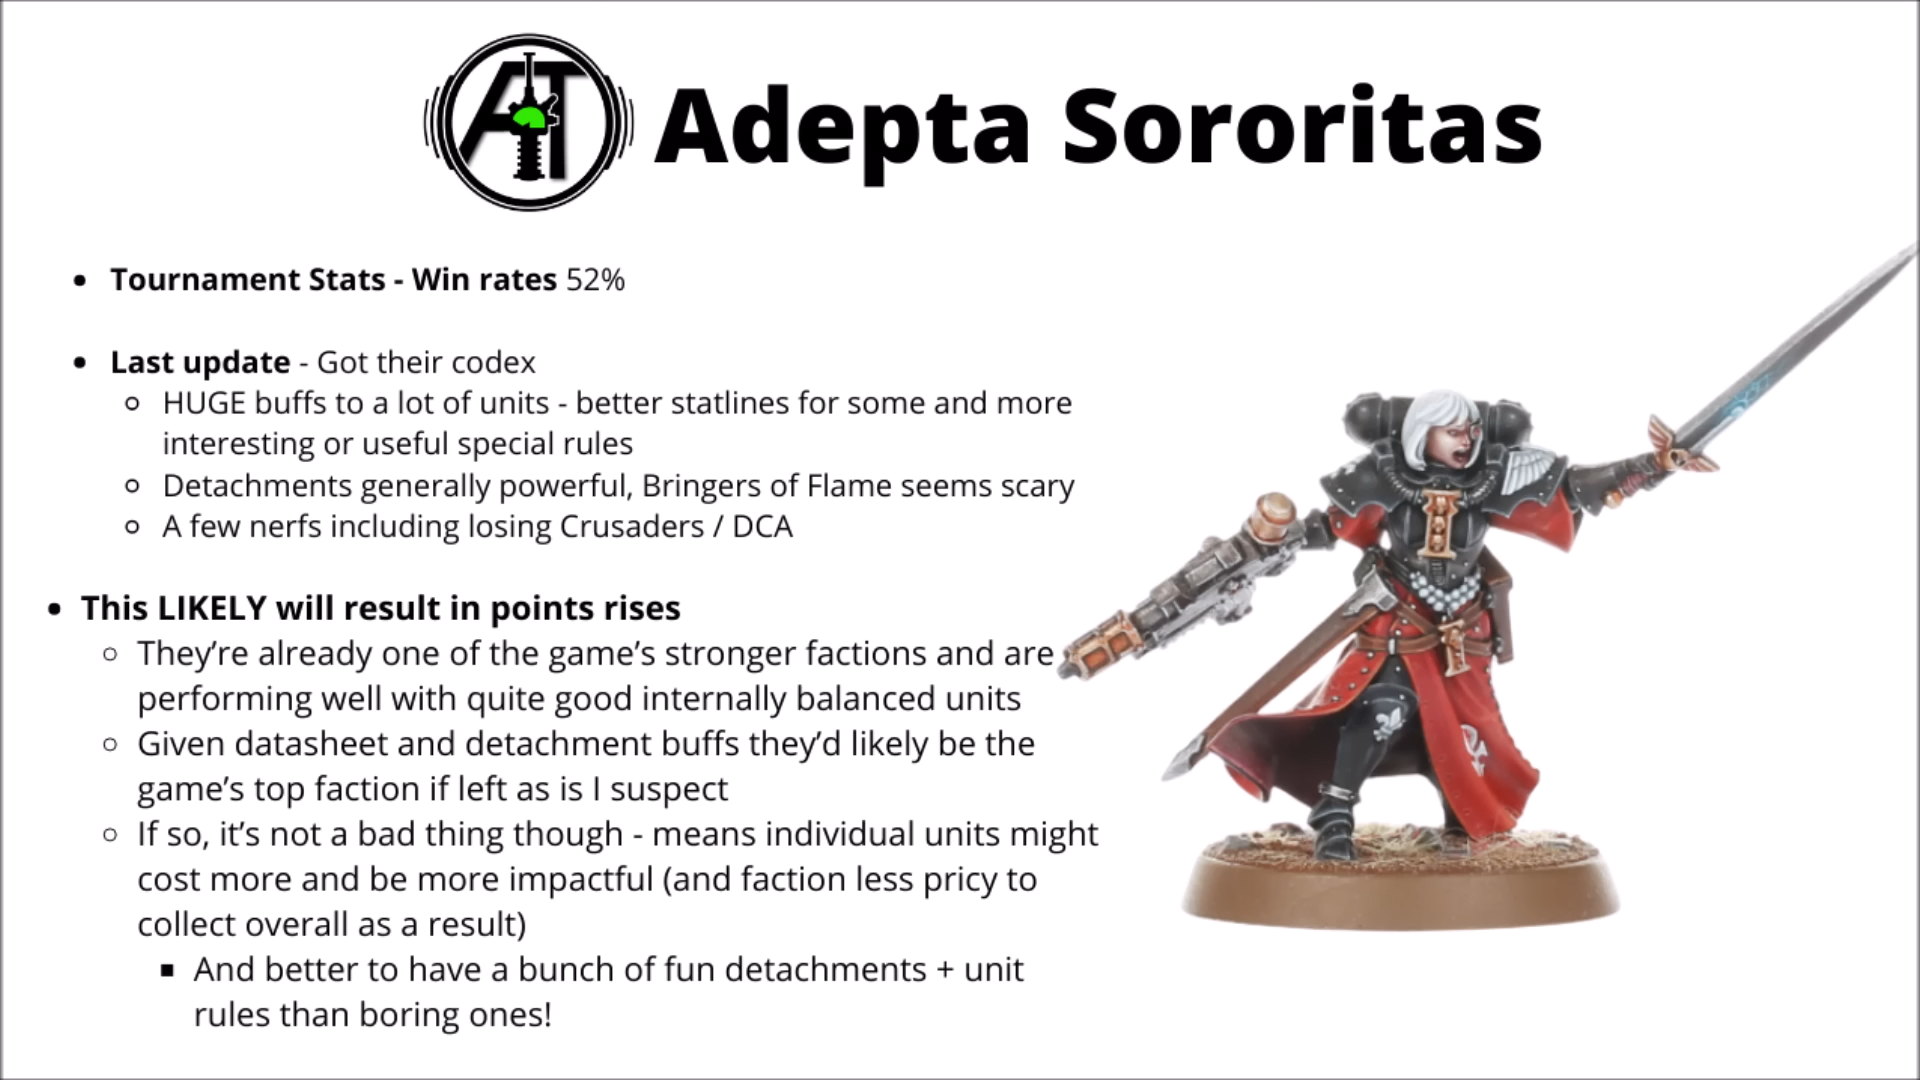 AT Adepta Sororitas
• Tournament Stats - Win rates 52%
• Last update - Got their codex
○ HUGE buffs to a lot of units - better statlines for some and more
interesting or useful special rules
○ Detachments generally powerful, Bringers of Flame seems scary
○ A few nerfs including losing Crusaders / DCA
• This LIKELY will result in points rises
○ They’re already one of the game’s stronger factions and are
performing well with quite good internally balanced units
○ Given datasheet and detachment buffs they’d likely be the
game’s top faction if left as is I suspect
○ If so, it’s not a bad thing though - means individual units might
cost more and be more impactful (and faction less pricy to
collect overall as a result)
■ And better to have a bunch of fun detachments + unit
rules than boring ones!